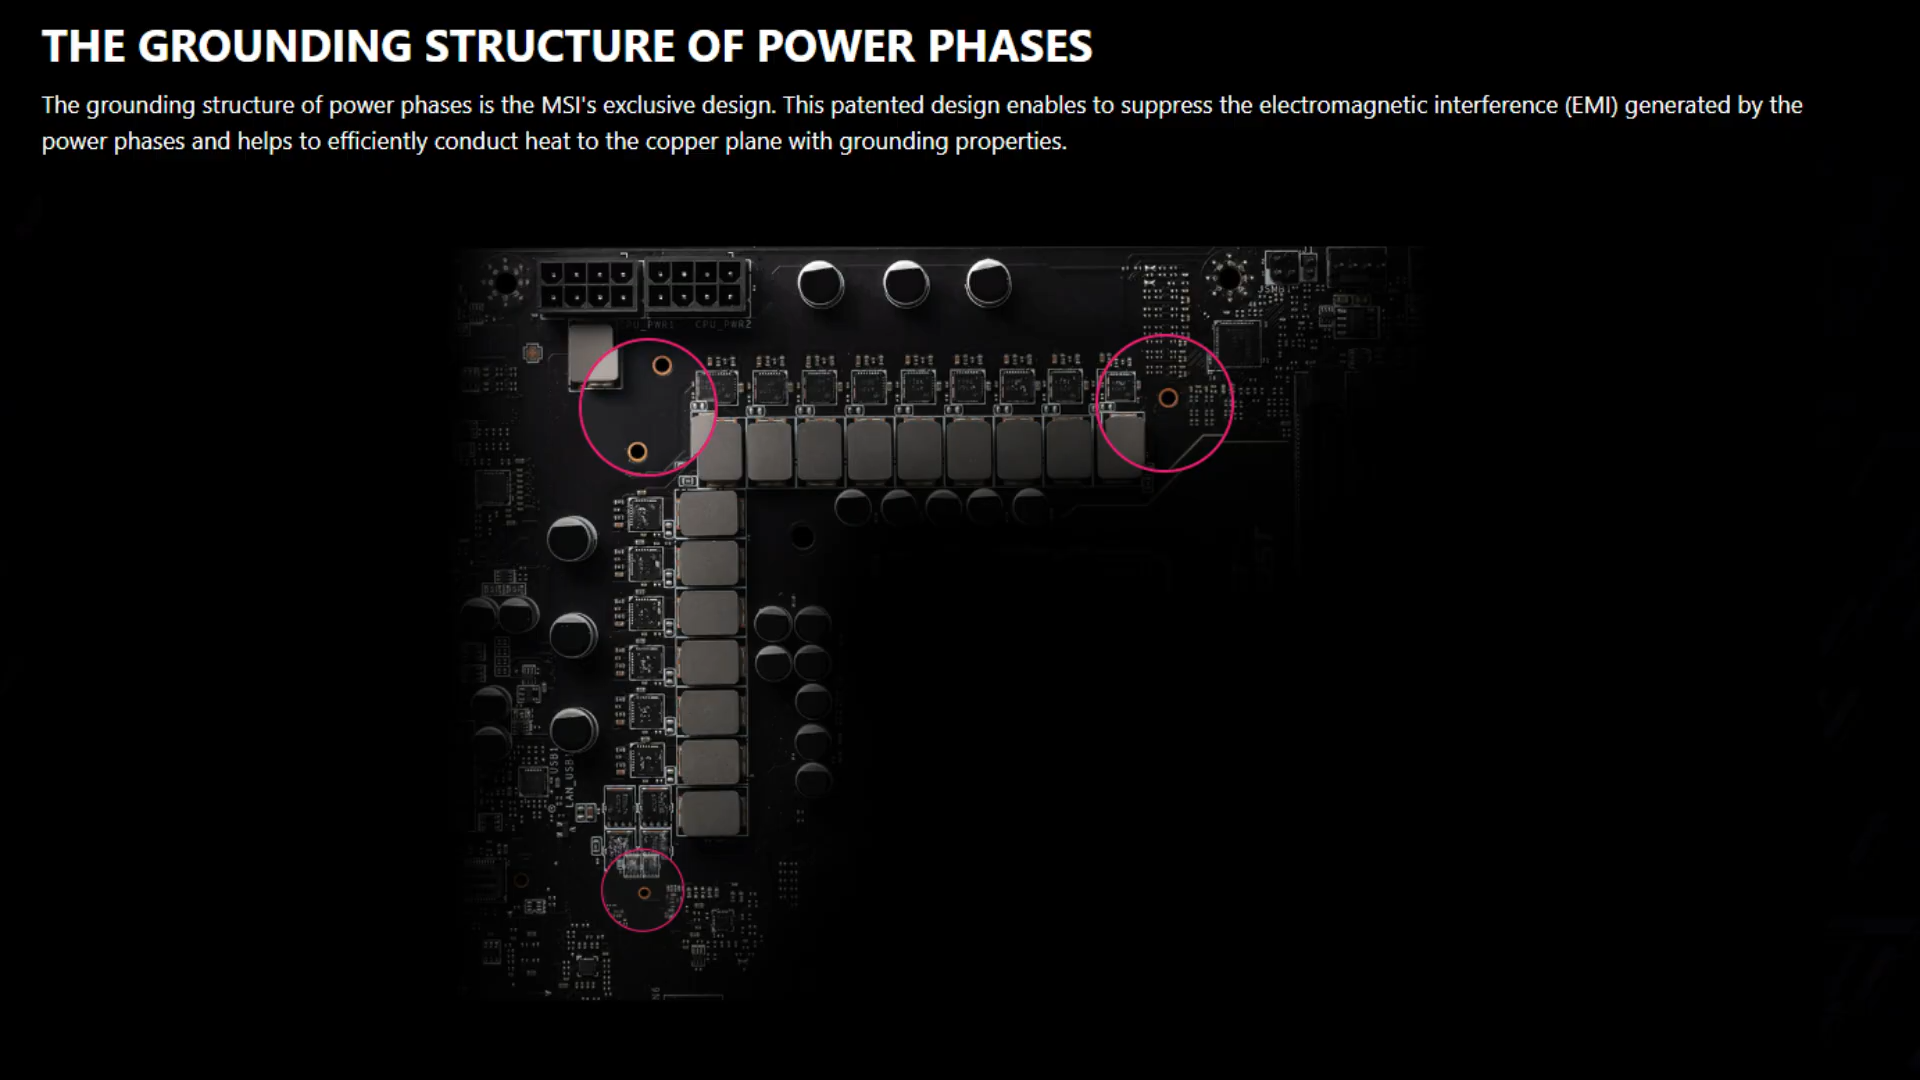 THE GROUNDING STRUCTURE OF POWER PHASES
The grounding structure of power phases is the MSI's exclusive design. This patented design enables to suppress the electromagnetic interference (EMI) generated by the
power phases and helps to efficiently conduct heat to the copper plane with grounding properties.
CPU_PWR2
USB1